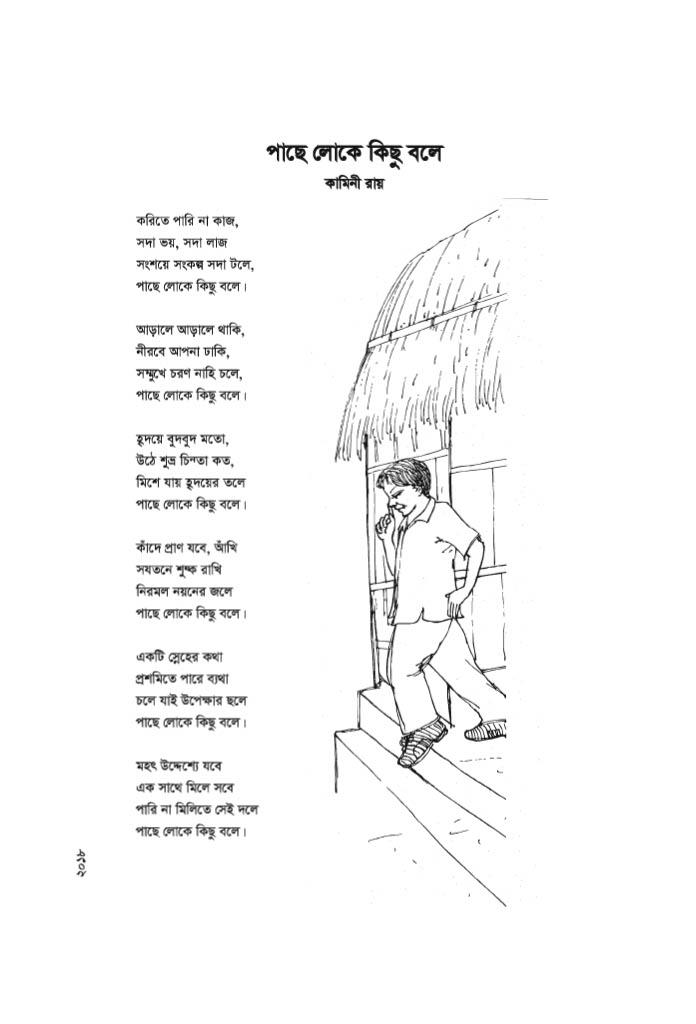 পাছে লোকে কিছু বলে
কামিনী রায়
করিতে পারি না কাজ,
সদা ভয়, সদা লাজ
সংশয়ে সংকল্প সদা টলে,
পাছে লোকে কিছু বলে।
আড়ালে আড়ালে থাকি,
নীরবে আপনা ঢাকি,
সম্মুখে চরণ নাহি চলে,
পাছে লোকে কিছু বলে।
হৃদয়ে বুদবুদ মতো,
উঠে শুভ্র চিন্তা কত,
মিশে যায় হৃদয়ের তলে
পাছে লোকে কিছু বলে।
কাঁদে প্রাণ যবে, আঁখি
সযতনে শুষ্ক রাখি
নিরমল নয়নের জলে
পাছে লোকে কিছু বলে।
একটি স্নেহের কথা
প্রশমিতে পারে ব্যথা
চলে যাই উপেক্ষার ছলে
পাছে লোকে কিছু বলে।
মহৎ উদ্দেশ্যে যবে
এক সাথে মিলে সবে
পারি না মিলিতে সেই দলে
পাছে লোকে কিছু বলে।
২০১৮